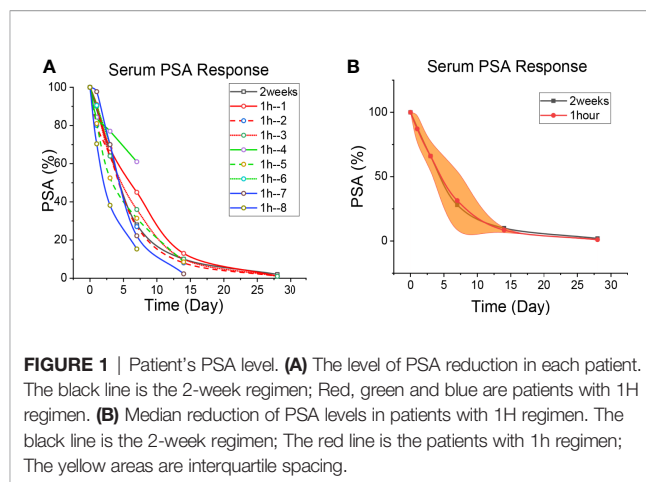 A
Serum PSA Response
PSA (%)
100
80
60
40
20
0
0 5 10 15 20 25 30
Time (Day)
2weeks
1h--1
1h--2
1h--3
1h--4
1h--5
1h--6
1h--7
1h--8
B
Serum PSA Response
PSA (%)
100
50
0
0 5 10 15 20 25 30
Time (Day)
2weeks
1hour
FIGURE 1 | Patient's PSA level. (A) The level of PSA reduction in each patient.
The black line is the 2-week regimen; Red, green and blue are patients with 1H
regimen. (B) Median reduction of PSA levels in patients with 1H regimen. The
black line is the 2-week regimen; The red line is the patients with 1h regimen;
The yellow areas are interquartile spacing.